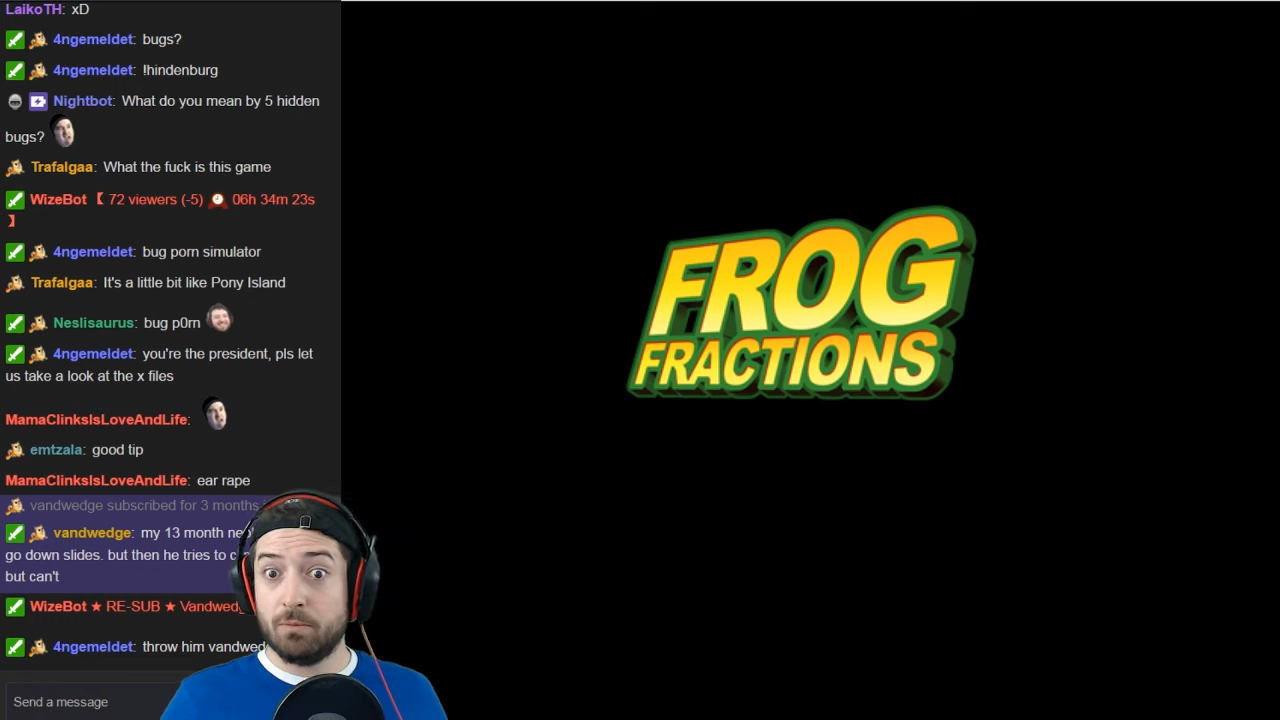 LaikoTH: xD
4ngemeldet: bugs?
4ngemeldet: !hindenburg
Nightbot: What do you mean by 5 hidden
bugs?
Trafalgaa: What the fuck is this game
WizeBot 【 72 viewers (-5) 06h 34m 23s
】
4ngemeldet: bug porn simulator
Trafalgaa: It's a little bit like Pony Island
Neslisaurus: bug p0rn
4ngemeldet: you're the president, pls let
us take a look at the x files
MamaClinksIsLoveAndLife:
emtzala: good tip
MamaClinksIsLoveAndLife: ear rape
vandwedge subscribed for 3 months
vandwedge: my 13 month
go down slides. but then he tries to
but can't
WizeBot ★ RE-SUB ★
4ngemeldet: throw him
Send a message
FROG
FRACTIONS